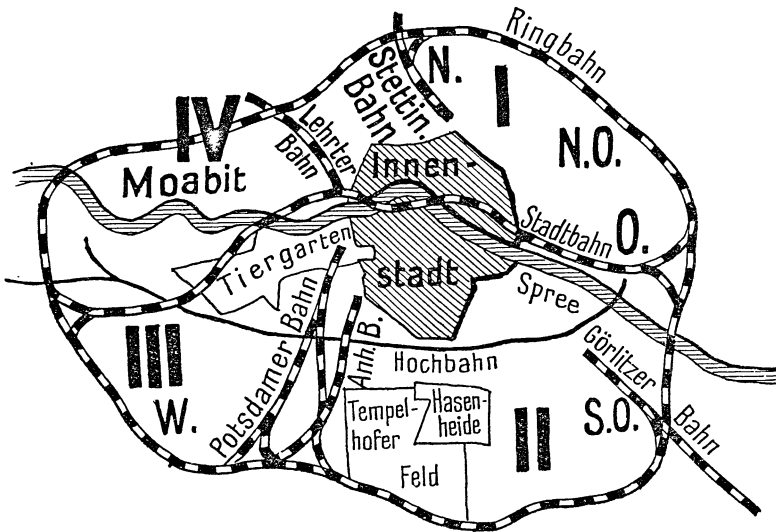 Ringbahn
Stettin.
Bahn
N.
I
IV
Lehrter
Bahn
N.O.
Moabit
Innen-
stadt
Stadtbahn
O.
Tiergarten
Spree
III
W.
Potsdamer Bahn
Anh. B.
Hochbahn
Görlitzer
Bahn
Tempel-
hofer
Feld
Hasen-
heide
II
S.O.